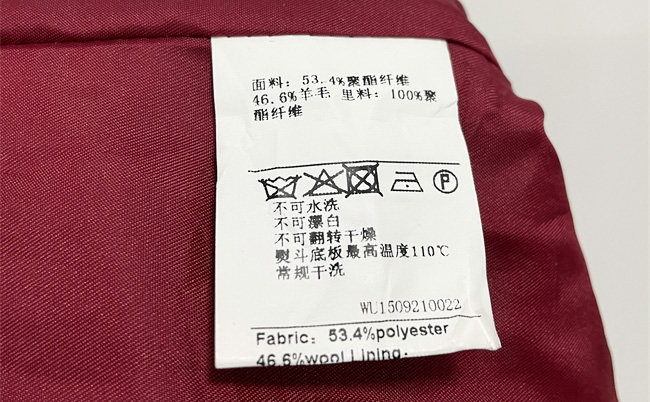 面料: 53.4%聚酯纤维
46.6%羊毛 里料: 100%聚
酯纤维
P
不可水洗
不可漂白
不可翻转干燥
熨斗底板最高温度110℃
常规干洗
WU1509210022
Fabric: 53.4%polyester
46.6%wool Lining: